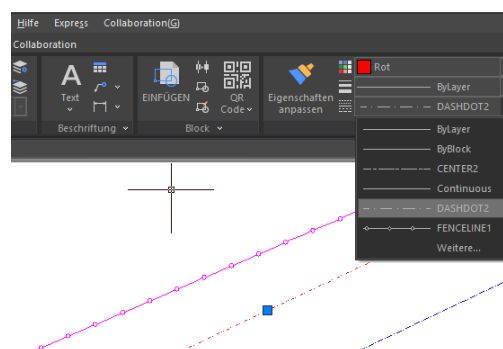 Hilfe Express Collaboration(G)
Collaboration
Rot
ByLayer
DASHDOT2
A
Text
EINFÜGEN
QR
Code
Eigenschaften
anpassen
Beschriftung
Block
ByLayer
ByBlock
CENTER2
Continuous
DASHDOT2
FENCELINE1
Weitere...